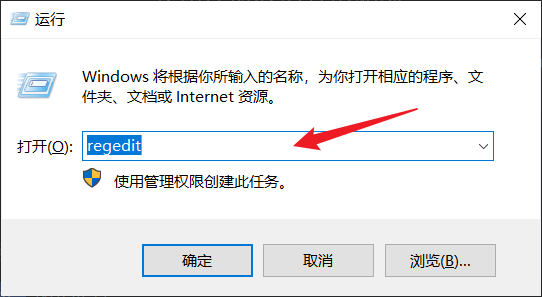 运行
Windows 将根据你所输入的名称，为你打开相应的程序、文
件夹、文档或 Internet 资源。
打开(O): regedit
使用管理权限创建此任务。
确定 取消 浏览(B)...